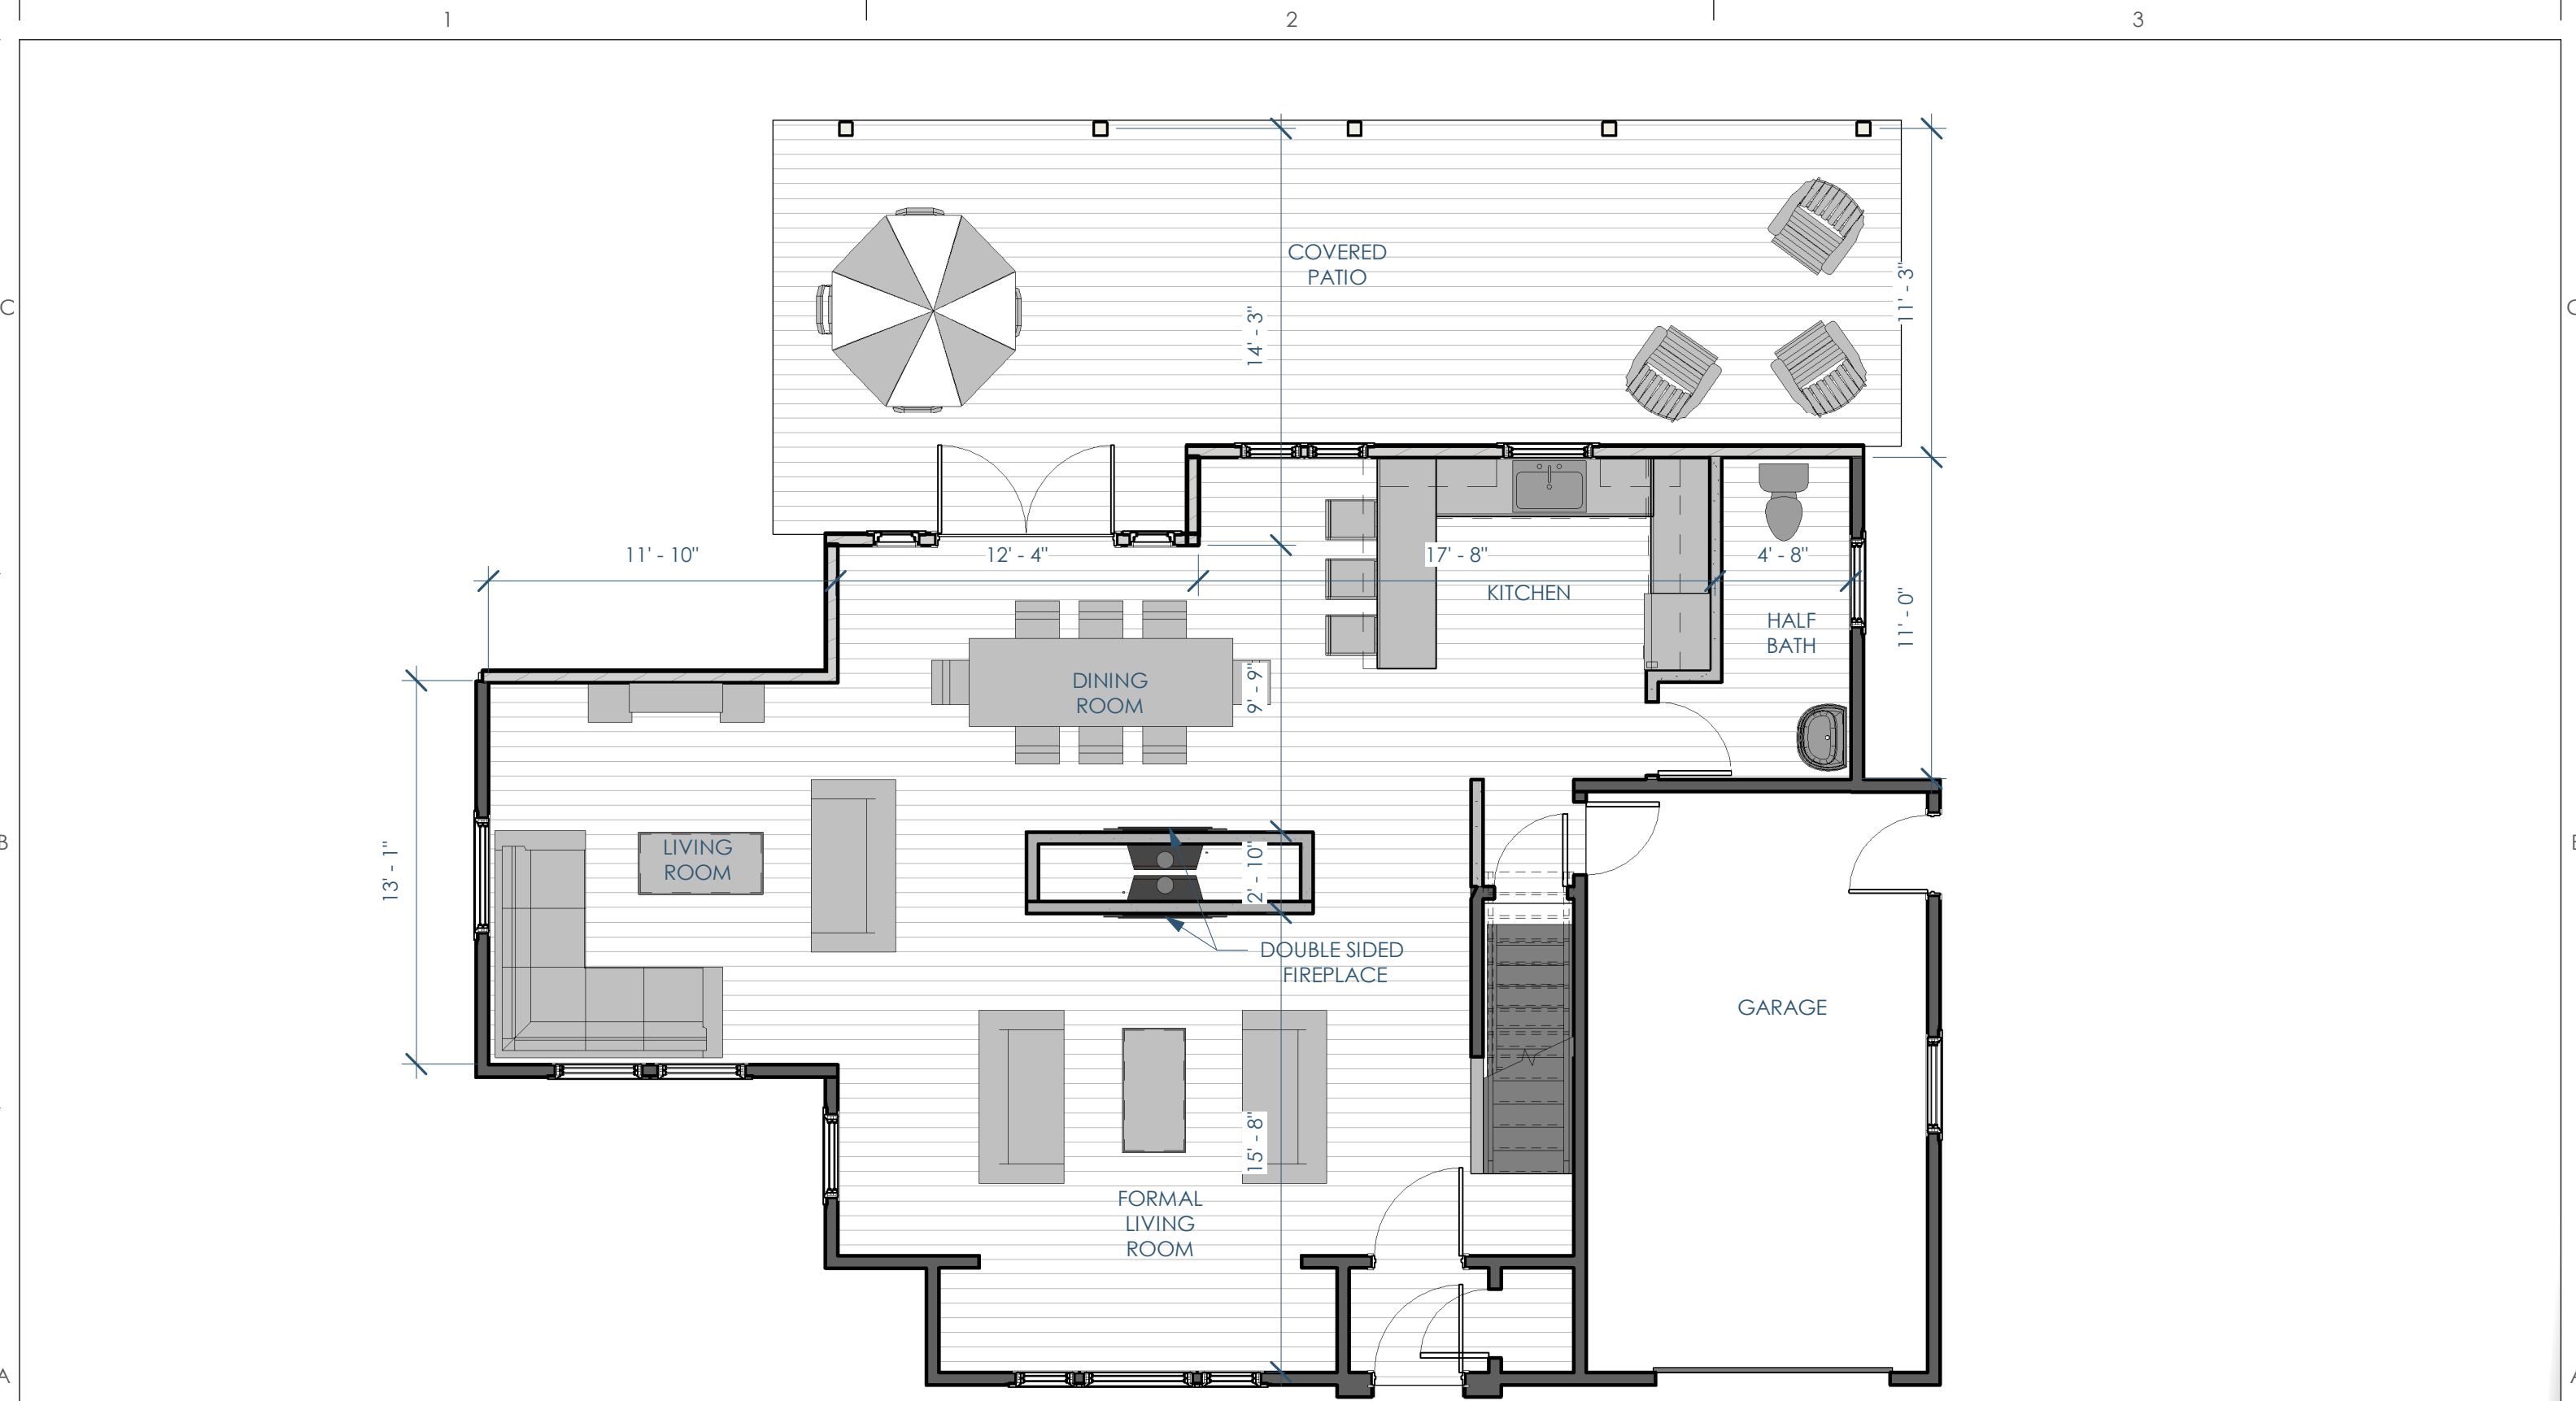 1
2
3
COVERED
PATIO
11' - 3"
C
C
14' - 3"
11' - 10"
12' - 4"
17' - 8"
4' - 8"
KITCHEN
HALF
BATH
11' - 0"
DINING
ROOM
9' - 9"
B
B
13' - 1"
LIVING
ROOM
2' - 10"
DOUBLE SIDED
FIREPLACE
GARAGE
15' - 8"
FORMAL
LIVING
ROOM
A
A